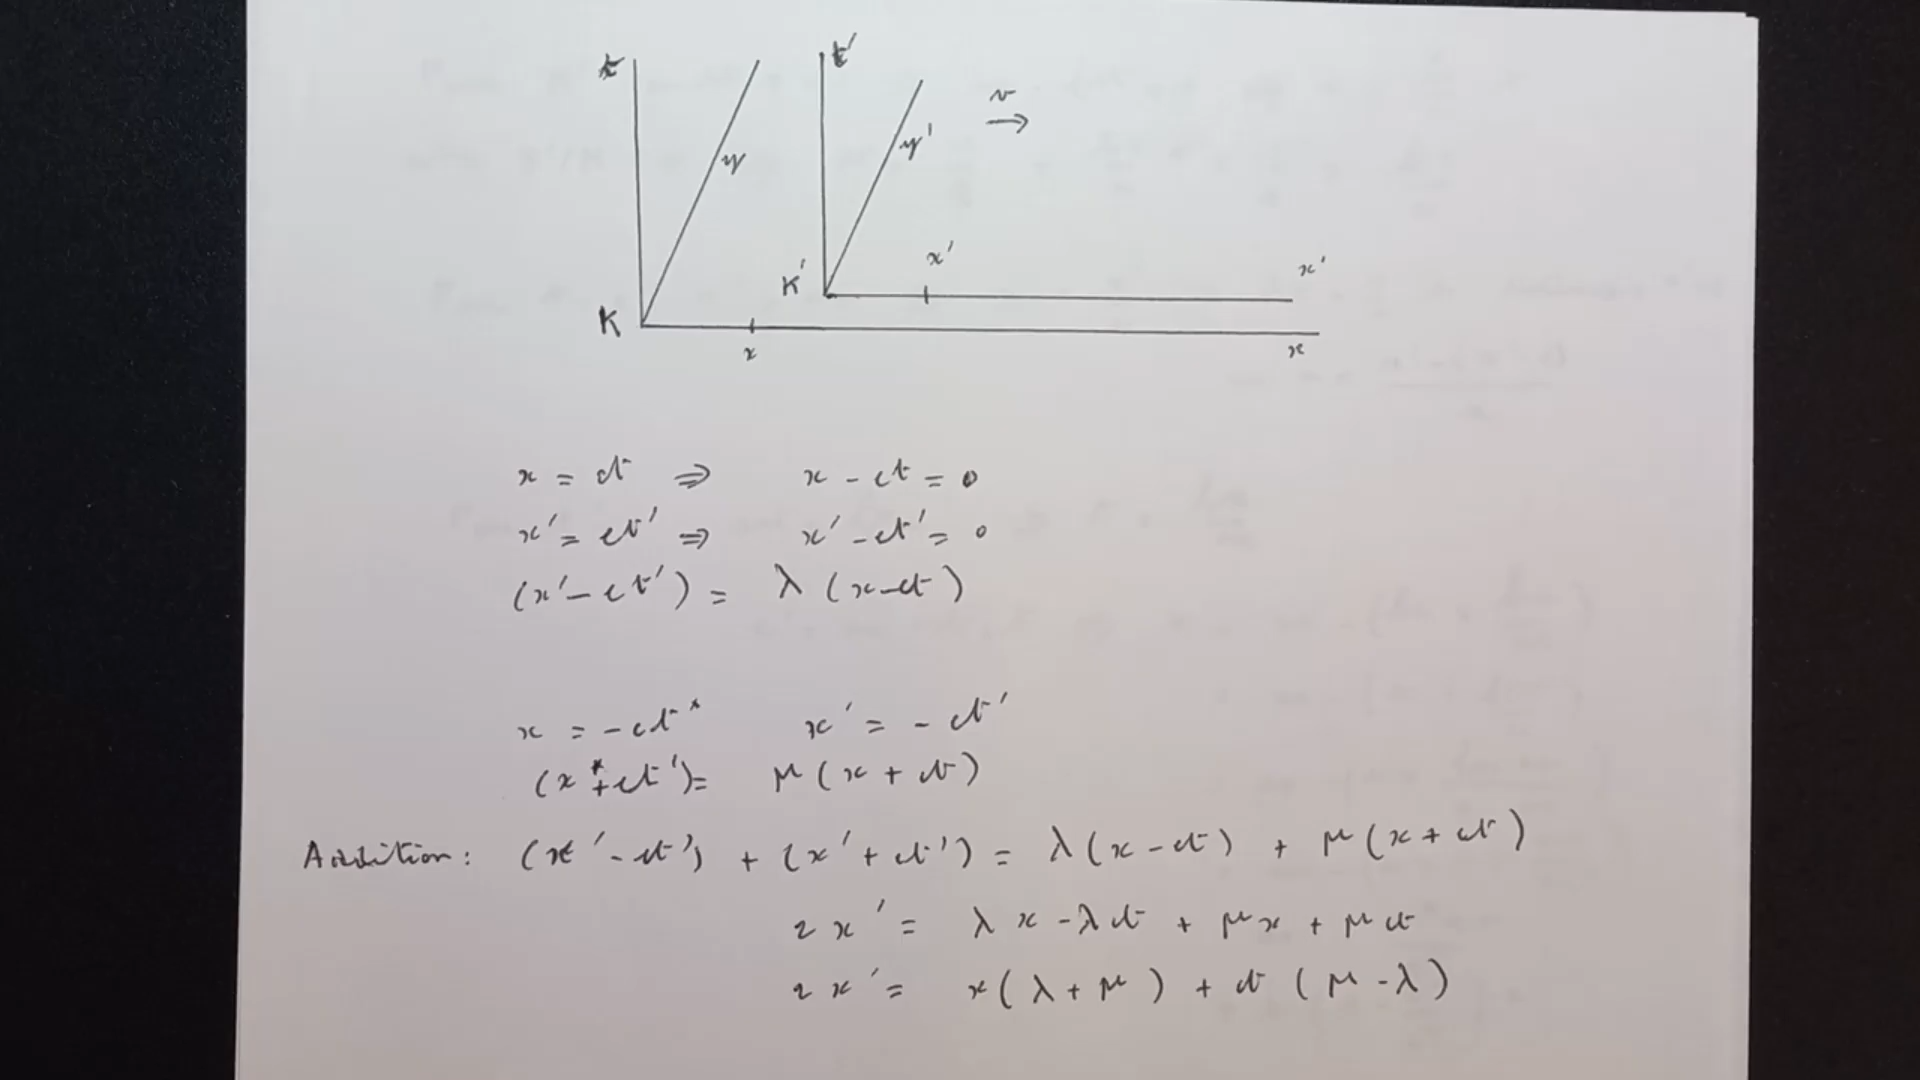 t t'
v
y y'
x'
K' x'
K
x x
x = ct ⇒ x - ct = 0
x' = ct' ⇒ x' - ct' = 0
(x' - ct') = λ (x - ct)
x = -ct* x' = - ct'
(x* + ct') = μ (x + ct)
Addition: (x' - ct') + (x' + ct') = λ (x - ct) + μ (x + ct)
2x' = λx - λct + μx + μct
2x' = x(λ + μ) + ct (μ - λ)